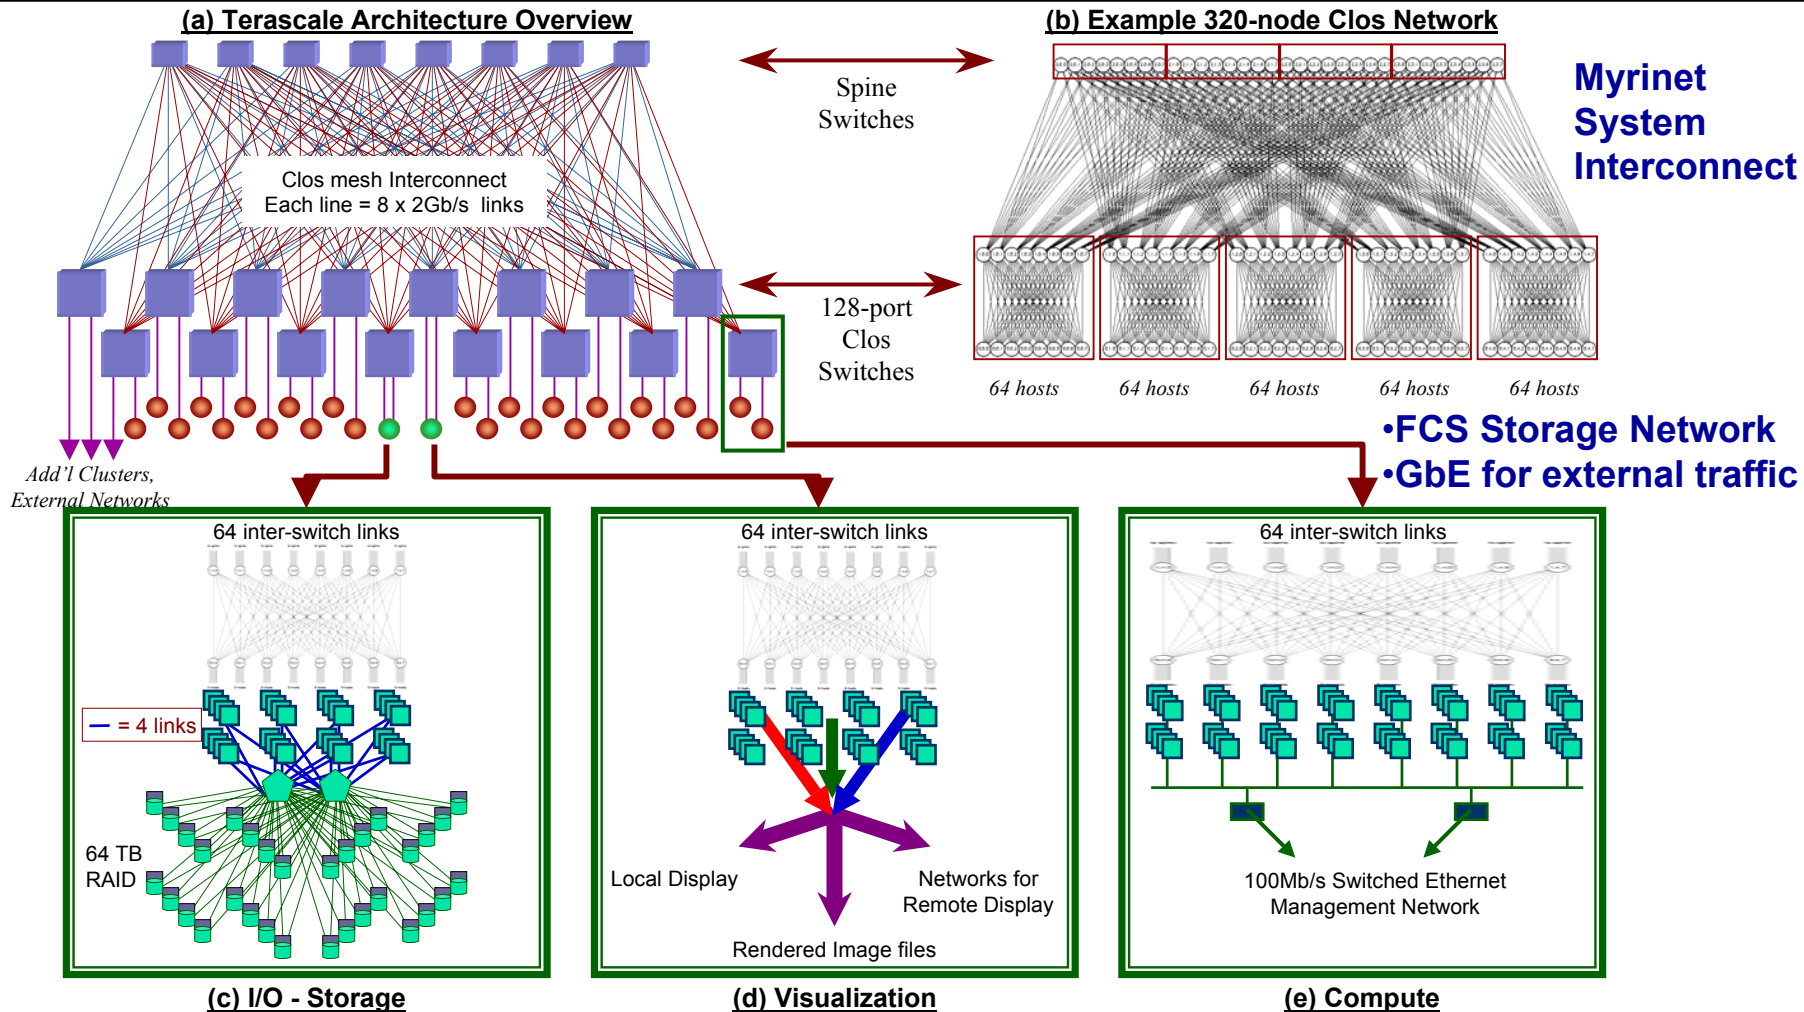 (a) Terascale Architecture Overview
(b) Example 320-node Clos Network
Spine
Switches
Myrinet
System
Interconnect
Clos mesh Interconnect
Each line = 8 x 2Gb/s links
128-port
Clos
Switches
64 hosts
64 hosts
64 hosts
64 hosts
64 hosts
•FCS Storage Network
•GbE for external traffic
Add'l Clusters,
External Networks
64 inter-switch links
64 inter-switch links
64 inter-switch links
= 4 links
64 TB
RAID
Local Display
Networks for
Remote Display
Rendered Image files
100Mb/s Switched Ethernet
Management Network
(c) I/O - Storage
(d) Visualization
(e) Compute